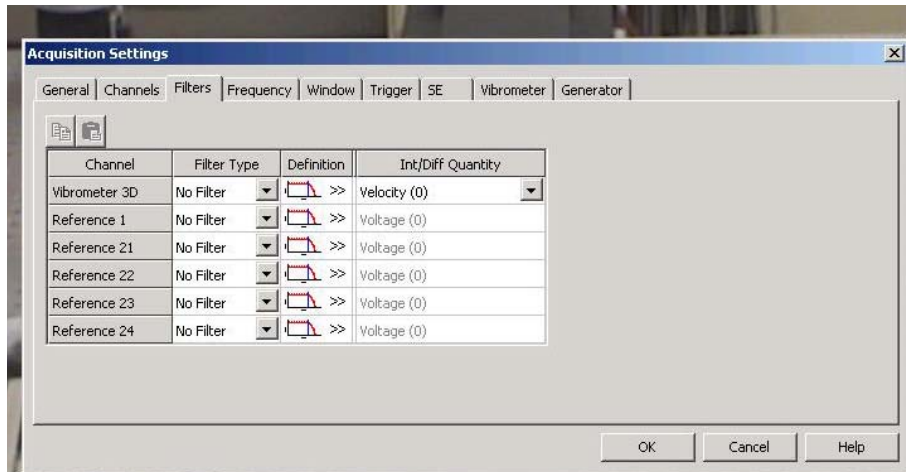 Acquisition Settings
General Channels Filters Frequency Window Trigger SE Vibrometer Generator
Channel Filter Type Definition Int/Diff Quantity
Vibrometer 3D No Filter >> Velocity (0)
Reference 1 No Filter >> Voltage (0)
Reference 21 No Filter >> Voltage (0)
Reference 22 No Filter >> Voltage (0)
Reference 23 No Filter >> Voltage (0)
Reference 24 No Filter >> Voltage (0)
OK Cancel Help